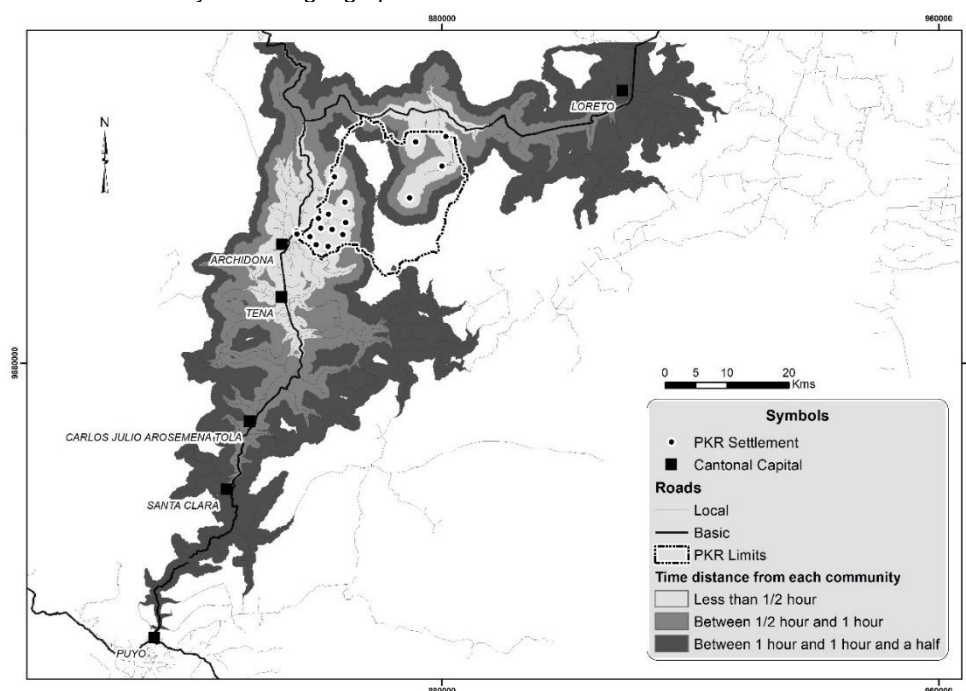 880000
960000
N
LORETO
ARCHIDONA
TENA
9880000
9880000
0 5 10 20
Kms
CARLOS JULIO AROSEMENA TOLA
SANTA CLARA
PUYO
Symbols
PKR Settlement
Cantonal Capital
Roads
Local
Basic
PKR Limits
Time distance from each community
Less than 1/2 hour
Between 1/2 hour and 1 hour
Between 1 hour and 1 hour and a half
880000
960000